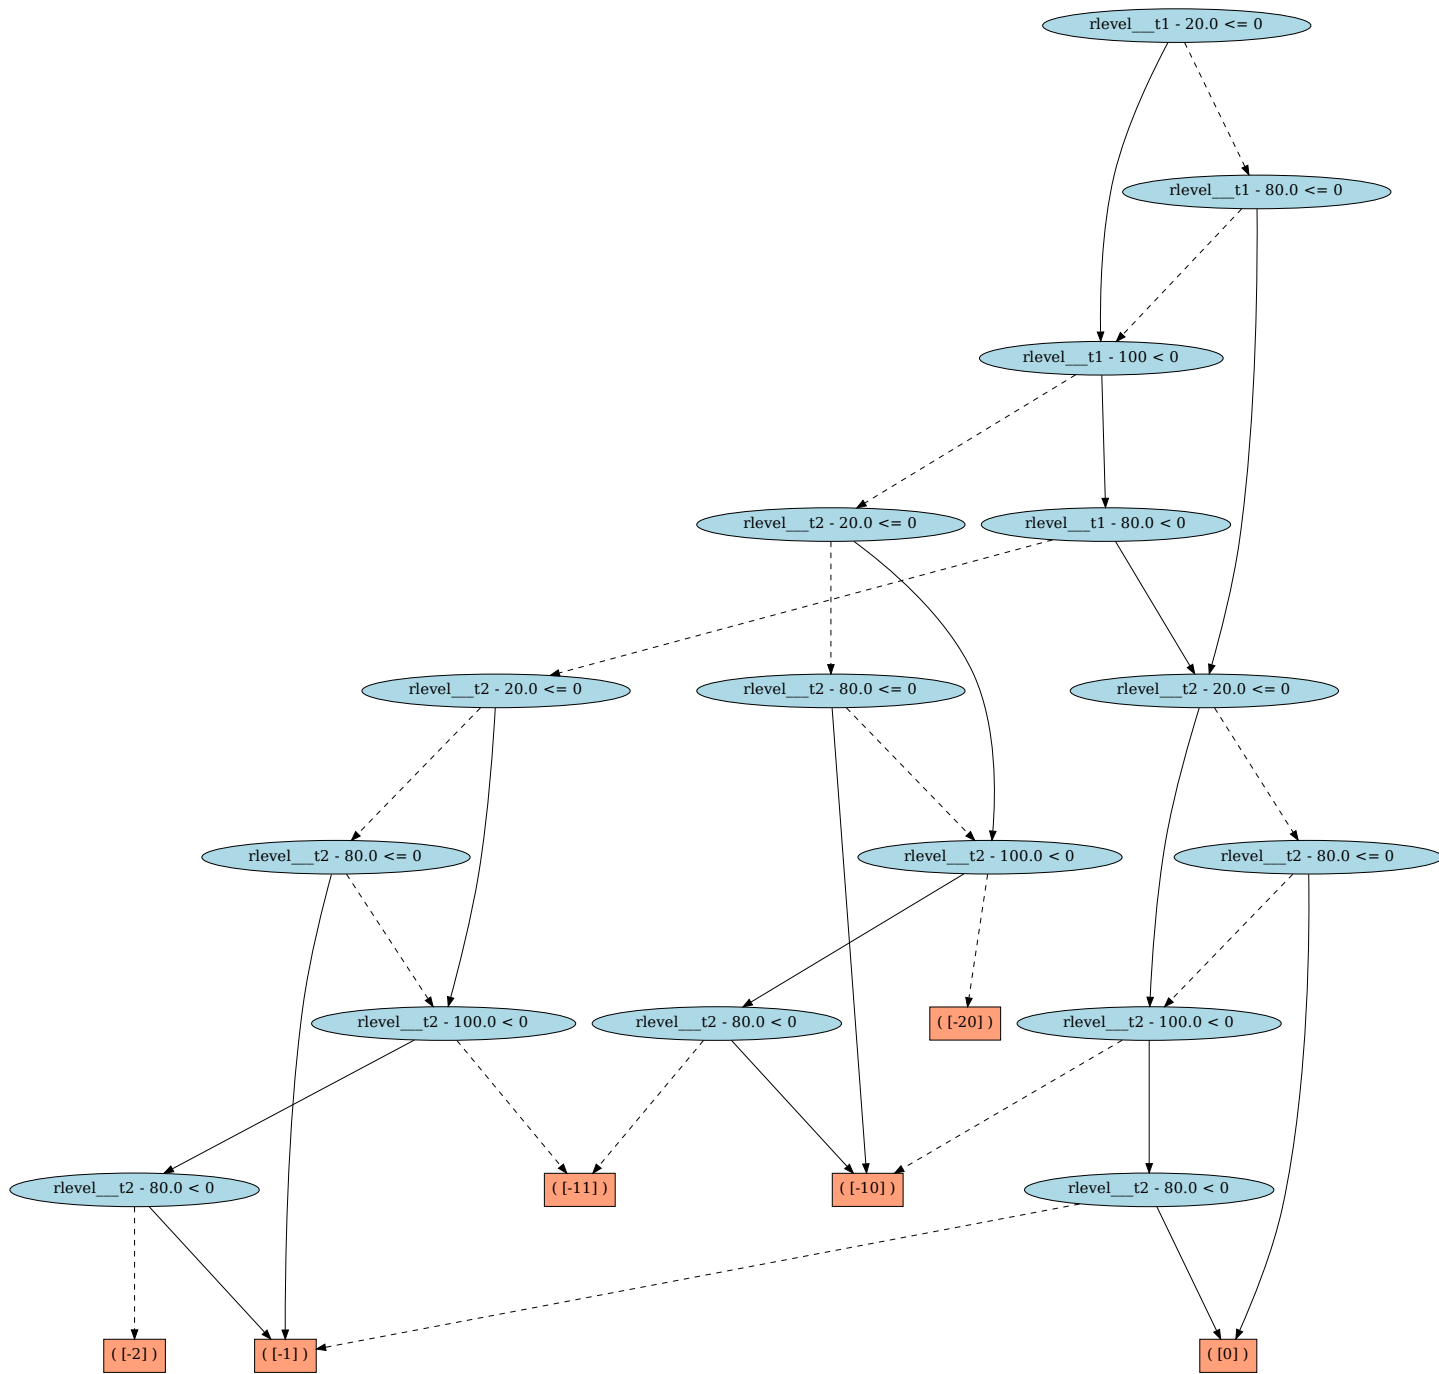 rlevel___t1 - 20.0 <= 0
rlevel___t1 - 80.0 <= 0
rlevel___t1 - 100 < 0
rlevel___t2 - 20.0 <= 0
rlevel___t1 - 80.0 < 0
rlevel___t2 - 20.0 <= 0
rlevel___t2 - 80.0 <= 0
rlevel___t2 - 20.0 <= 0
rlevel___t2 - 80.0 <= 0
rlevel___t2 - 100.0 < 0
rlevel___t2 - 80.0 <= 0
rlevel___t2 - 100.0 < 0
rlevel___t2 - 80.0 < 0
( [-20] )
rlevel___t2 - 100.0 < 0
rlevel___t2 - 80.0 < 0
( [-11] )
( [-10] )
rlevel___t2 - 80.0 < 0
( [-2] )
( [-1] )
( [0] )